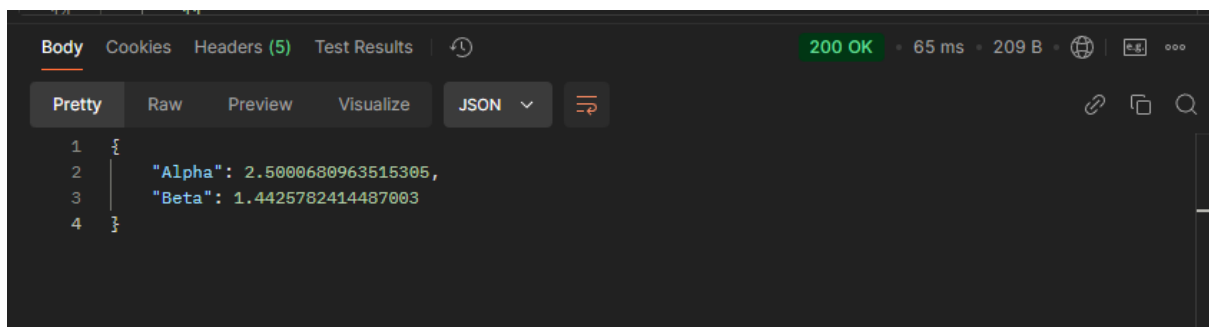 Body Cookies Headers (5) Test Results 200 OK • 65 ms • 209 B • e.g.
Pretty Raw Preview Visualize JSON
1 {
2 "Alpha": 2.5000680963515305,
3 "Beta": 1.4425782414487003
4 }